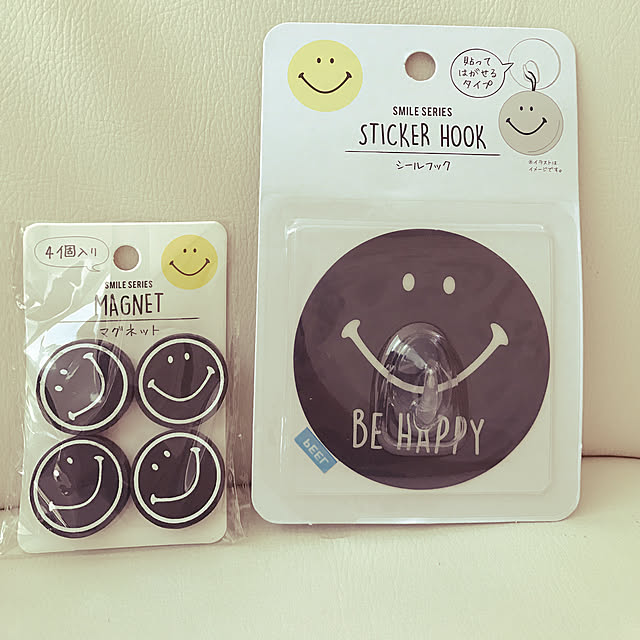 4個入り
SMILE SERIES
MAGNET
マグネット
貼って
はがせる
タイプ
SMILE SERIES
STICKER HOOK
シールフック
※イラストは
イメージです。
BE HAPPY
PEEL